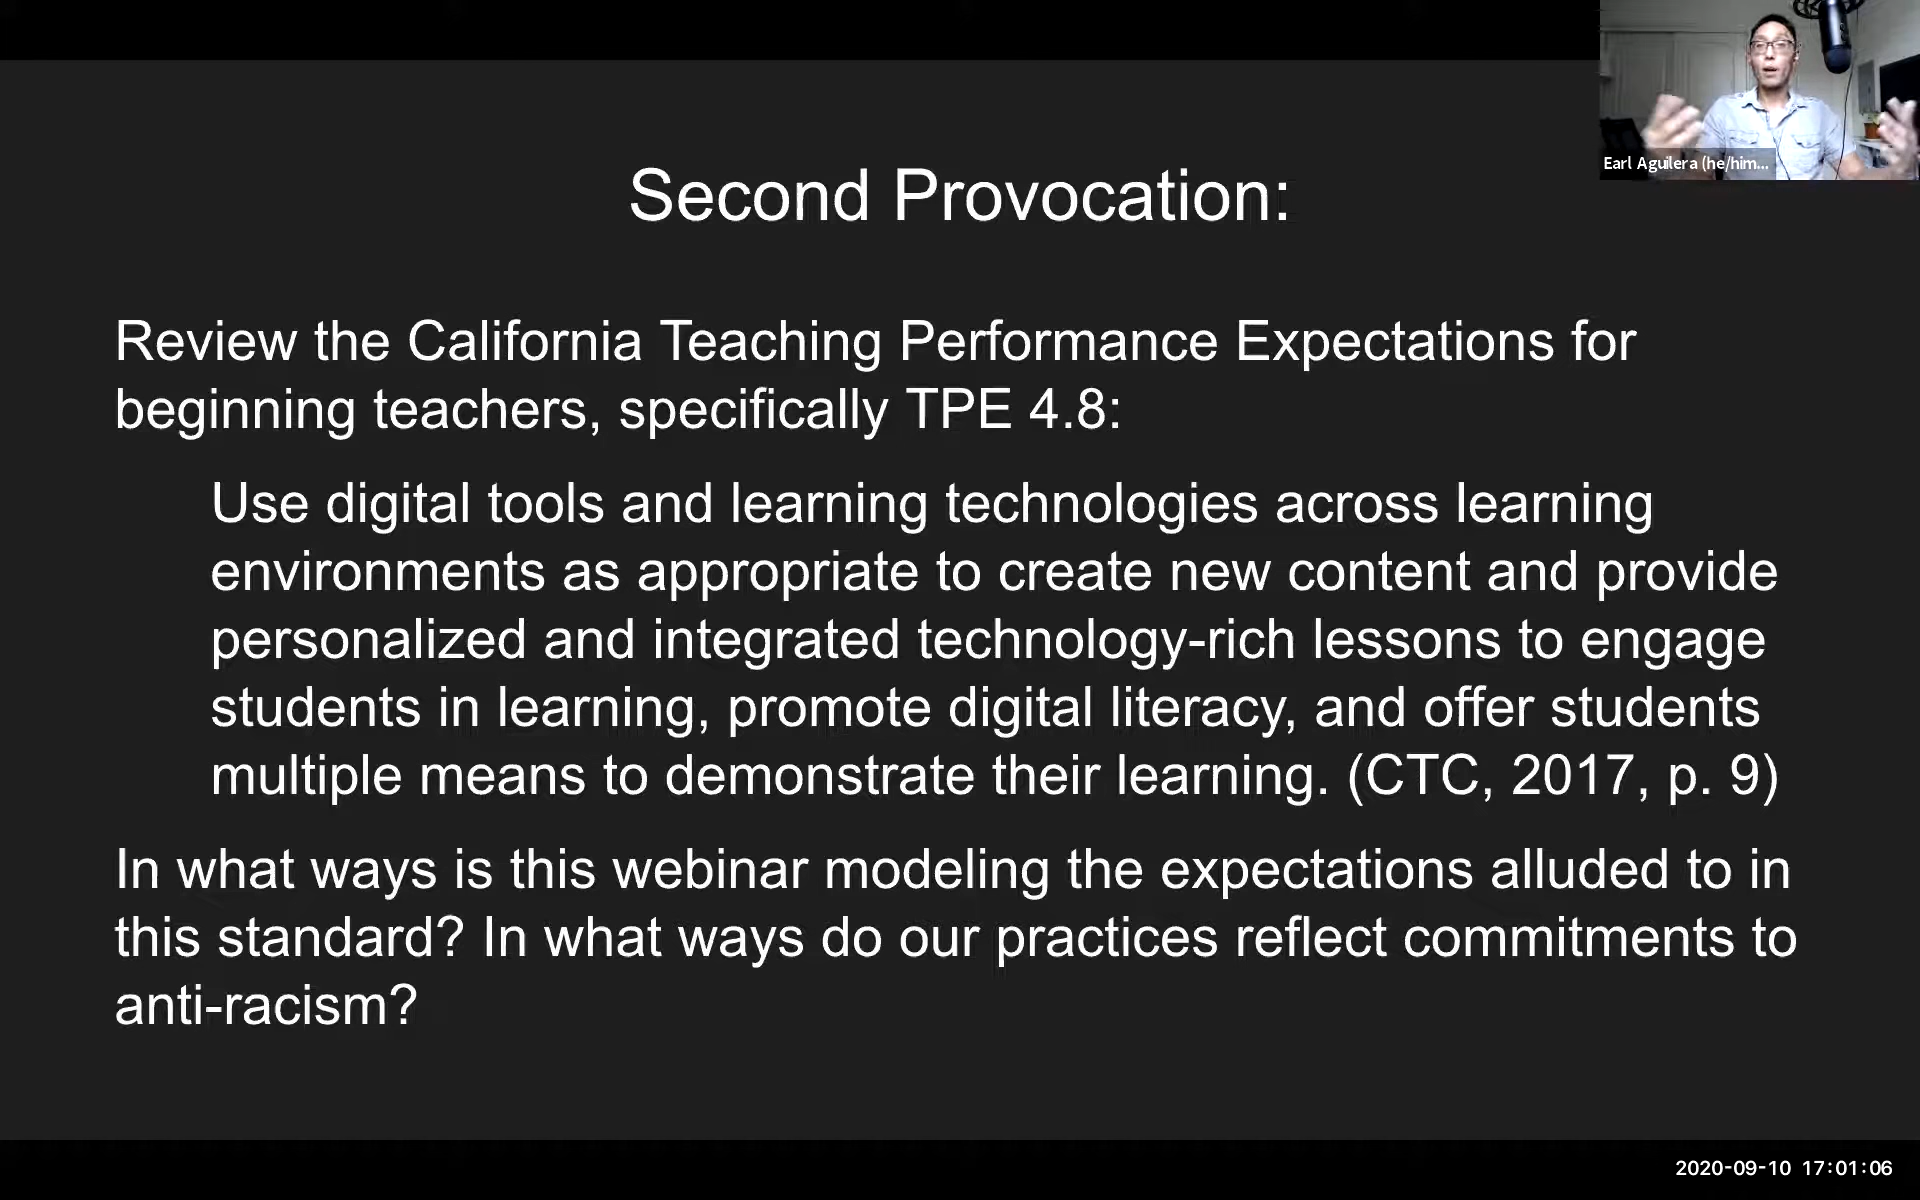 Earl Aguilera (he/him...
Second Provocation:
Review the California Teaching Performance Expectations for
beginning teachers, specifically TPE 4.8:
Use digital tools and learning technologies across learning
environments as appropriate to create new content and provide
personalized and integrated technology-rich lessons to engage
students in learning, promote digital literacy, and offer students
multiple means to demonstrate their learning. (CTC, 2017, p. 9)
In what ways is this webinar modeling the expectations alluded to in
this standard? In what ways do our practices reflect commitments to
anti-racism?
2020-09-10 17:01:06